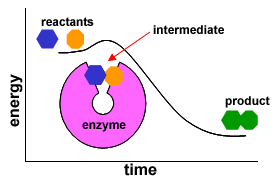 reactants
intermediate
energy
enzyme
product
time